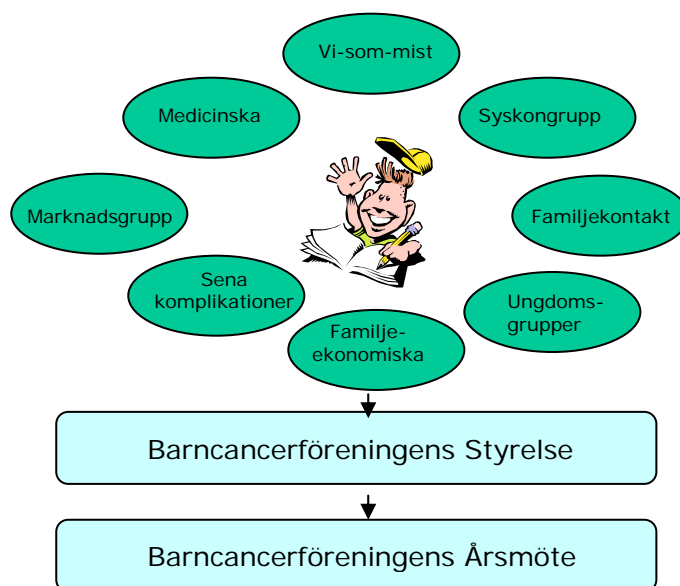 Vi-som-mist
Medicinska
Syskongrupp
Marknadsgrupp
Familjekontakt
Sena
komplikationer
Ungdoms-
grupper
Familje-
ekonomiska
Barncancerföreningens Styrelse
Barncancerföreningens Årsmöte